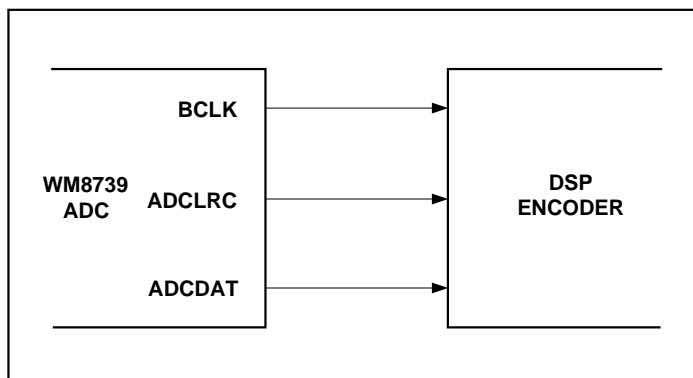 BCLK
WM8739
ADC
ADCLRC
ADCDAT
DSP
ENCODER